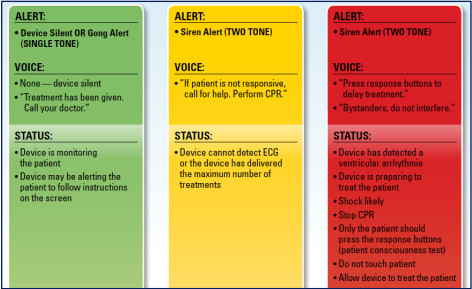 ALERT:
• Device Silent OR Gong Alert
(SINGLE TONE)
VOICE:
• None — device silent
• "Treatment has been given.
Call your doctor."
STATUS:
• Device is monitoring
the patient
• Device may be alerting the
patient to follow instructions
on the screen
ALERT:
• Siren Alert (TWO TONE)
VOICE:
• "If patient is not responsive,
call for help. Perform CPR."
STATUS:
• Device cannot detect ECG
or the device has delivered
the maximum number of
treatments
ALERT:
• Siren Alert (TWO TONE)
VOICE:
• "Press response buttons to
delay treatment."
• "Bystanders, do not interfere."
STATUS:
• Device has detected a
ventricular arrhythmia
• Device is preparing to
treat the patient
• Shock likely
• Stop CPR
• Only the patient should
press the response buttons
(patient consciousness test)
• Do not touch patient
• Allow device to treat the patient